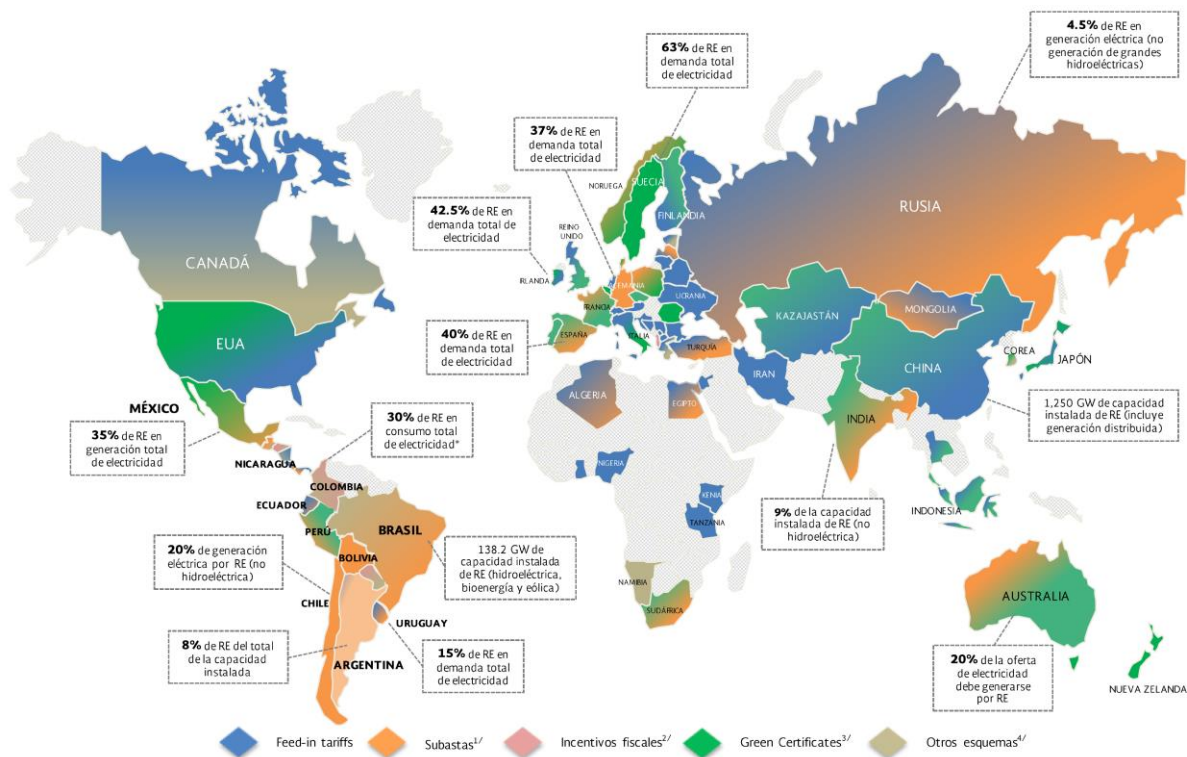 4.5% de RE en
generación eléctrica (no
generación de grandes
hidroeléctricas)
63% de RE en
demanda total
de electricidad
37% de RE en
demanda total
de electricidad
42.5% de RE en
demanda total de
electricidad
NORUEGA
SUECIA
FINLANDIA
RUSIA
REINO
UNIDO
IRLANDA
CANADÁ
ALEMANIA
UCRANIA
FRANCIA
KAZAJASTÁN
MONGOLIA
EUA
40% de RE en
demanda total
de electricidad
ESPAÑA
ITALIA
TURQUÍA
COREA
JAPÓN
IRAN
CHINA
ALGERIA
EGIPTO
INDIA
1,250 GW de capacidad
instalada de RE (incluye
generación distribuida)
MÉXICO
35% de RE en
generación total
de electricidad
30% de RE en
consumo total
de electricidad*
NICARAGUA
COLOMBIA
ECUADOR
PERÚ
BRASIL
BOLIVIA
NIGERIA
KENIA
TANZANIA
9% de la capacidad
instalada de RE (no
hidroeléctrica)
INDONESIA
20% de generación
eléctrica por RE (no
hidroeléctrica)
138.2 GW de
capacidad instalada
de RE (hidroeléctrica,
bioenergía y eólica)
NAMIBIA
SUDÁFRICA
AUSTRALIA
CHILE
URUGUAY
8% de RE del total
de la capacidad
instalada
ARGENTINA
15% de RE en
demanda total
de electricidad
20% de la oferta
de electricidad
debe generarse
por RE
NUEVA ZELANDA
Feed-in tariffs
Subastas1/
Incentivos fiscales2/
Green Certificates3/
Otros esquemas4/